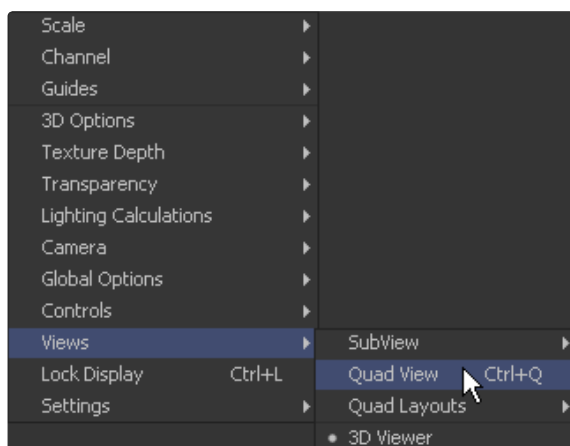 Scale
Channel
Guides
3D Options
Texture Depth
Transparency
Lighting Calculations
Camera
Global Options
Controls
Views
Lock Display Ctrl+L
Settings
SubView
Quad View Ctrl+Q
Quad Layouts
3D Viewer